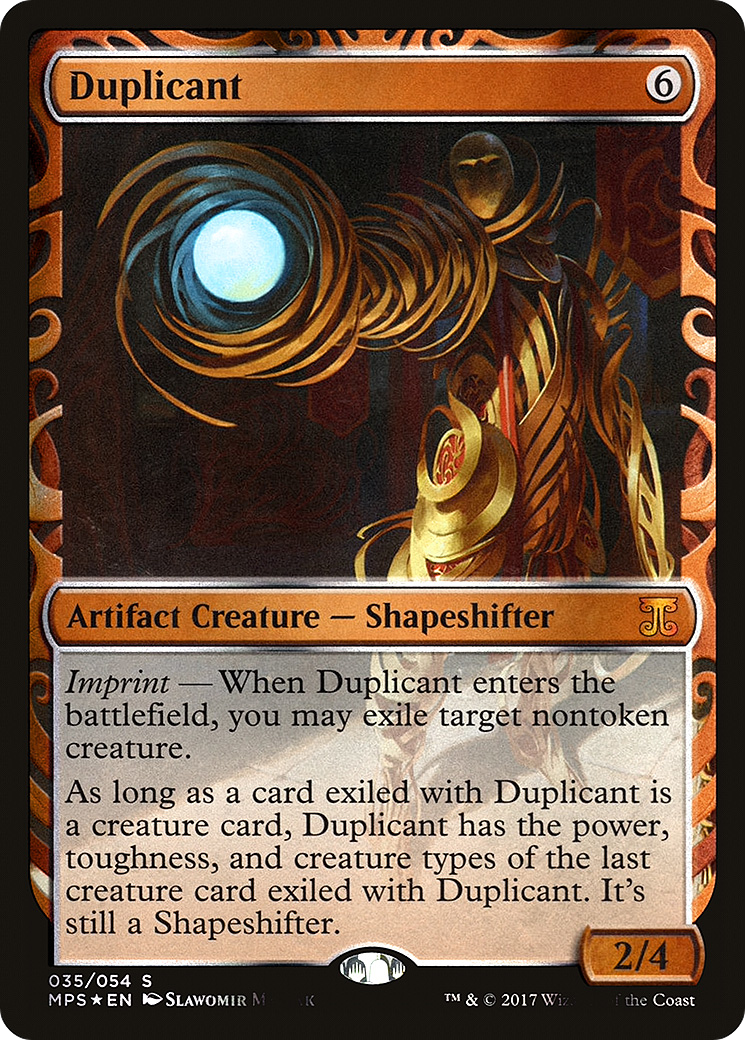 Duplicant 6
Artifact Creature — Shapeshifter
Imprint — When Duplicant enters the
battlefield, you may exile target nontoken
creature.
As long as a card exiled with Duplicant is
a creature card, Duplicant has the power,
toughness, and creature types of the last
creature card exiled with Duplicant. It's
still a Shapeshifter.
2/4
035/054 S
MPS★EN SLAWOMIR
™ & © 2017 the Coast